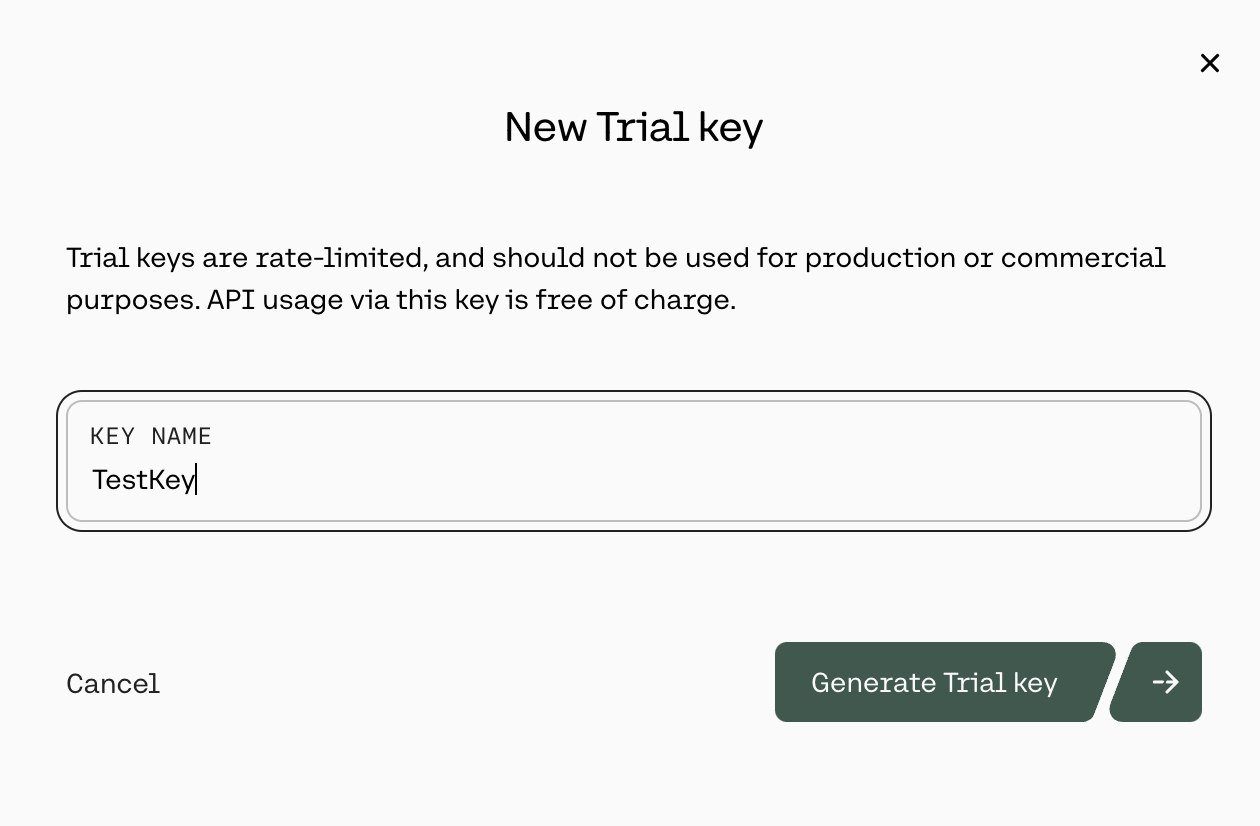 New Trial key
Trial keys are rate-limited, and should not be used for production or commercial
purposes. API usage via this key is free of charge.
KEY NAME
TestKey
Cancel
Generate Trial key